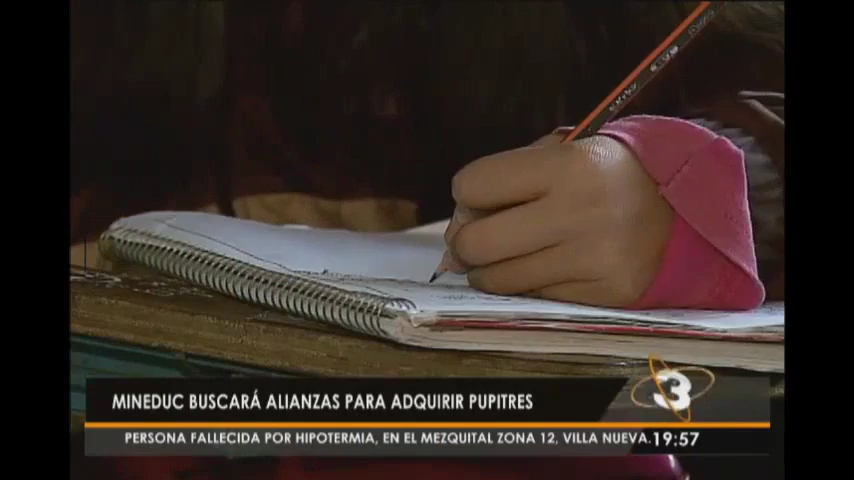 MINEDUC BUSCARÁ ALIANZAS PARA ADQUIRIR PUPITRES
3
PERSONA FALLECIDA POR HIPOTERMIA, EN EL MEZQUITAL ZONA 12, VILLA NUEVA.
19:57